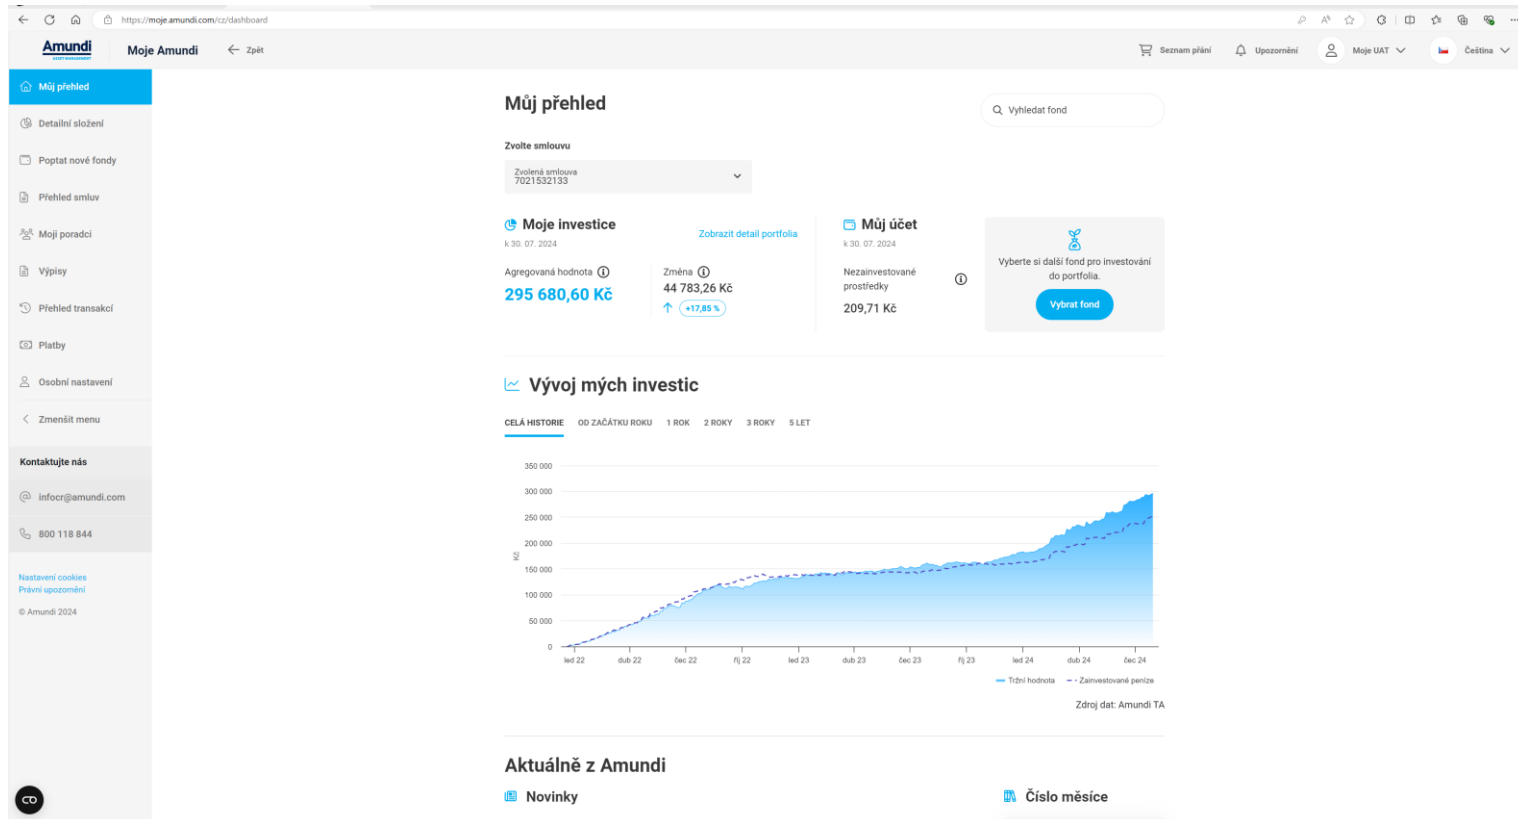 https://moje.amundi.com/cz/dashboard
Amundi
ASSET MANAGEMENT
Moje Amundi
Zpět
Seznam přání
Upozornění
Moje UAT
Čeština
Můj přehled
Detailní složení
Poptat nové fondy
Přehled smluv
Moji poradci
Výpisy
Přehled transakcí
Platby
Osobní nastavení
Zmenšit menu
Kontaktujte nás
infocr@amundi.com
800 118 844
Nastavení cookies
Právní upozornění
© Amundi 2024
Můj přehled
Vyhledat fond
Zvolte smlouvu
Zvolená smlouva
7021532133
Moje investice
k 30. 07. 2024
Zobrazit detail portfolia
Agregovaná hodnota
295 680,60 Kč
Změna
44 783,26 Kč
+17,85 %
Můj účet
k 30. 07. 2024
Nezainvestované
prostředky
209,71 Kč
Vyberte si další fond pro investování
do portfolia.
Vybrat fond
Vývoj mých investic
CELÁ HISTORIE OD ZAČÁTKU ROKU 1 ROK 2 ROKY 3 ROKY 5 LET
350 000
300 000
250 000
200 000
150 000
100 000
50 000
0
Kč
led 22 dub 22 čec 22 říj 22 led 23 dub 23 čec 23 říj 23 led 24 dub 24 čec 24
Tržní hodnota Zainvestované peníze
Zdroj dat: Amundi TA
Aktuálně z Amundi
Novinky
Číslo měsíce